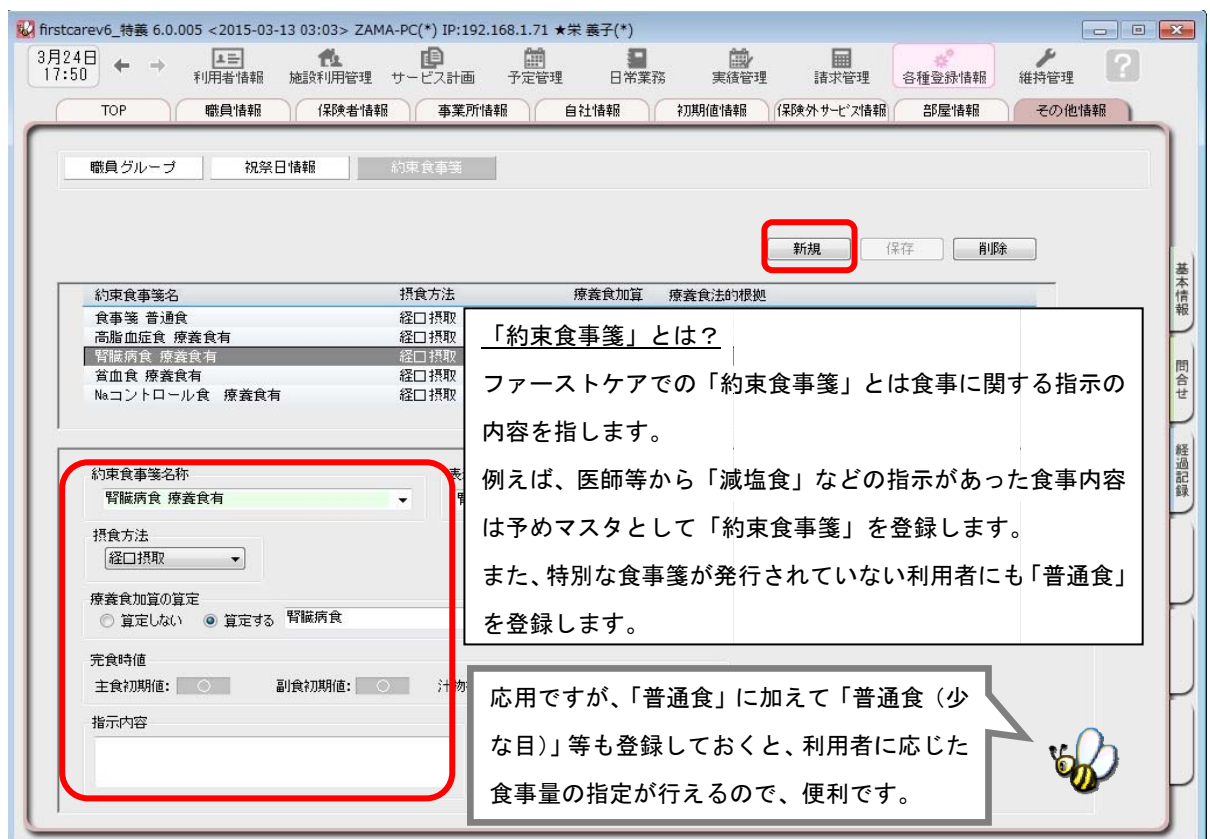 firstcarev6_特養 6.0.005 <2015-03-13 03:03> ZAMA-PC(*) IP:192.168.1.71 ★栄 義子(*)
3月24日
17:50
利用者情報 施設利用管理 サービス計画 予定管理 日常業務 実績管理 請求管理 各種登録情報 維持管理
TOP 職員情報 保険者情報 事業所情報 自社情報 初期値情報 保険外サービス情報 部屋情報 その他情報
職員グループ 祝祭日情報 約束食事箋
新規 保存 削除
約束食事箋名 摂食方法 療養食加算 療養食法的根拠
食事箋 普通食 経口摂取
高脂血症食 療養食有 経口摂取
腎臓病食 療養食有 経口摂取
貧血食 療養食有 経口摂取
Naコントロール食 療養食有 経口摂取
「約束食事箋」とは?
ファーストケアでの「約束食事箋」とは食事に関する指示の
内容を指します。
例えば、医師等から「減塩食」などの指示があった食事内容
は予めマスタとして「約束食事箋」を登録します。
また、特別な食事箋が発行されていない利用者にも「普通食」
を登録します。
約束食事箋名称
腎臓病食 療養食有
摂食方法
経口摂取
療養食加算の算定
算定しない 算定する 腎臓病食
完食時値
主食初期値: ○ 副食初期値: ○ 汁物
指示内容
応用ですが、「普通食」に加えて「普通食(少
な目)」等も登録しておくと、利用者に応じた
食事量の指定が行えるので、便利です。
基本情報
問合せ
経過記録